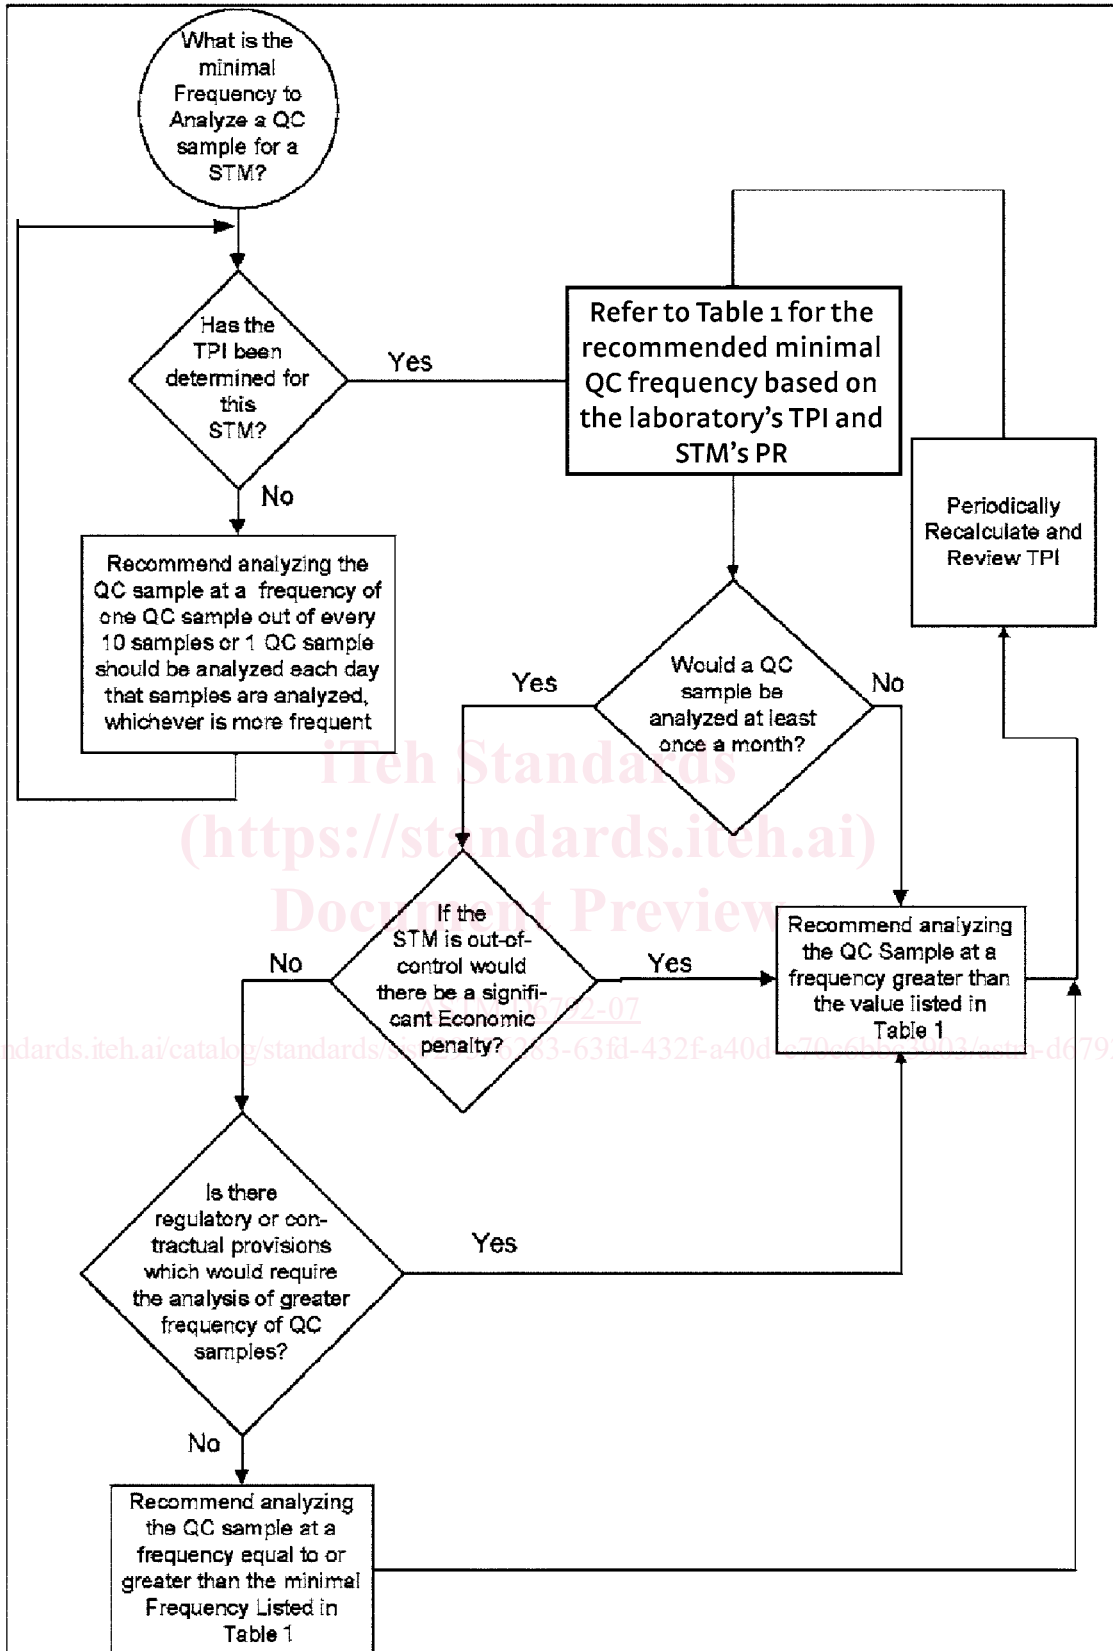 What is the
minimal
Frequency to
Analyze a QC
sample for a
STM?
Has the
TPI been
determined for
this
STM?
Yes
No
Refer to Table 1 for the
recommended minimal
QC frequency based on
the laboratory's TPI and
STM's PR
Periodically
Recalculate and
Review TPI
Recommend analyzing the
QC sample at a frequency of
one QC sample out of every
10 samples or 1 QC sample
should be analyzed each day
that samples are analyzed,
whichever is more frequent
Would a QC
sample be
analyzed at least
once a month?
Yes
No
iTeh Standards
(https://standards.iteh.ai)
Document Preview
If the
STM is out-of-
control would
there be a signifi-
cant Economic
penalty?
No
Yes
Recommend analyzing
the QC Sample at a
frequency greater than
the value listed in
Table 1
ASTM D6792-07
Is there
regulatory or con-
tractual provisions
which would require
the analysis of greater
frequency of QC
samples?
Yes
No
Recommend analyzing
the QC sample at a
frequency equal to or
greater than the minimal
Frequency Listed in
Table 1